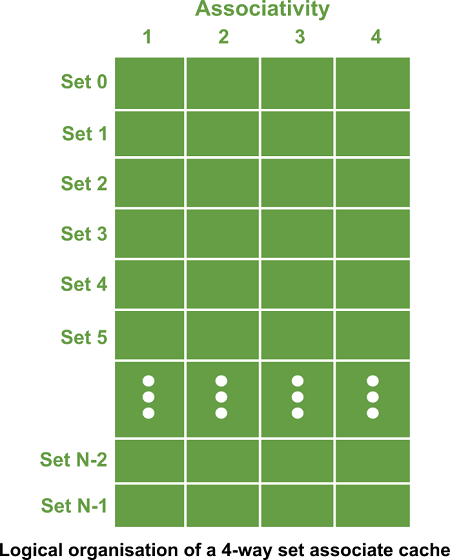 Associativity
1 2 3 4
Set 0
Set 1
Set 2
Set 3
Set 4
Set 5
Set N-2
Set N-1
Logical organisation of a 4-way set associate cache